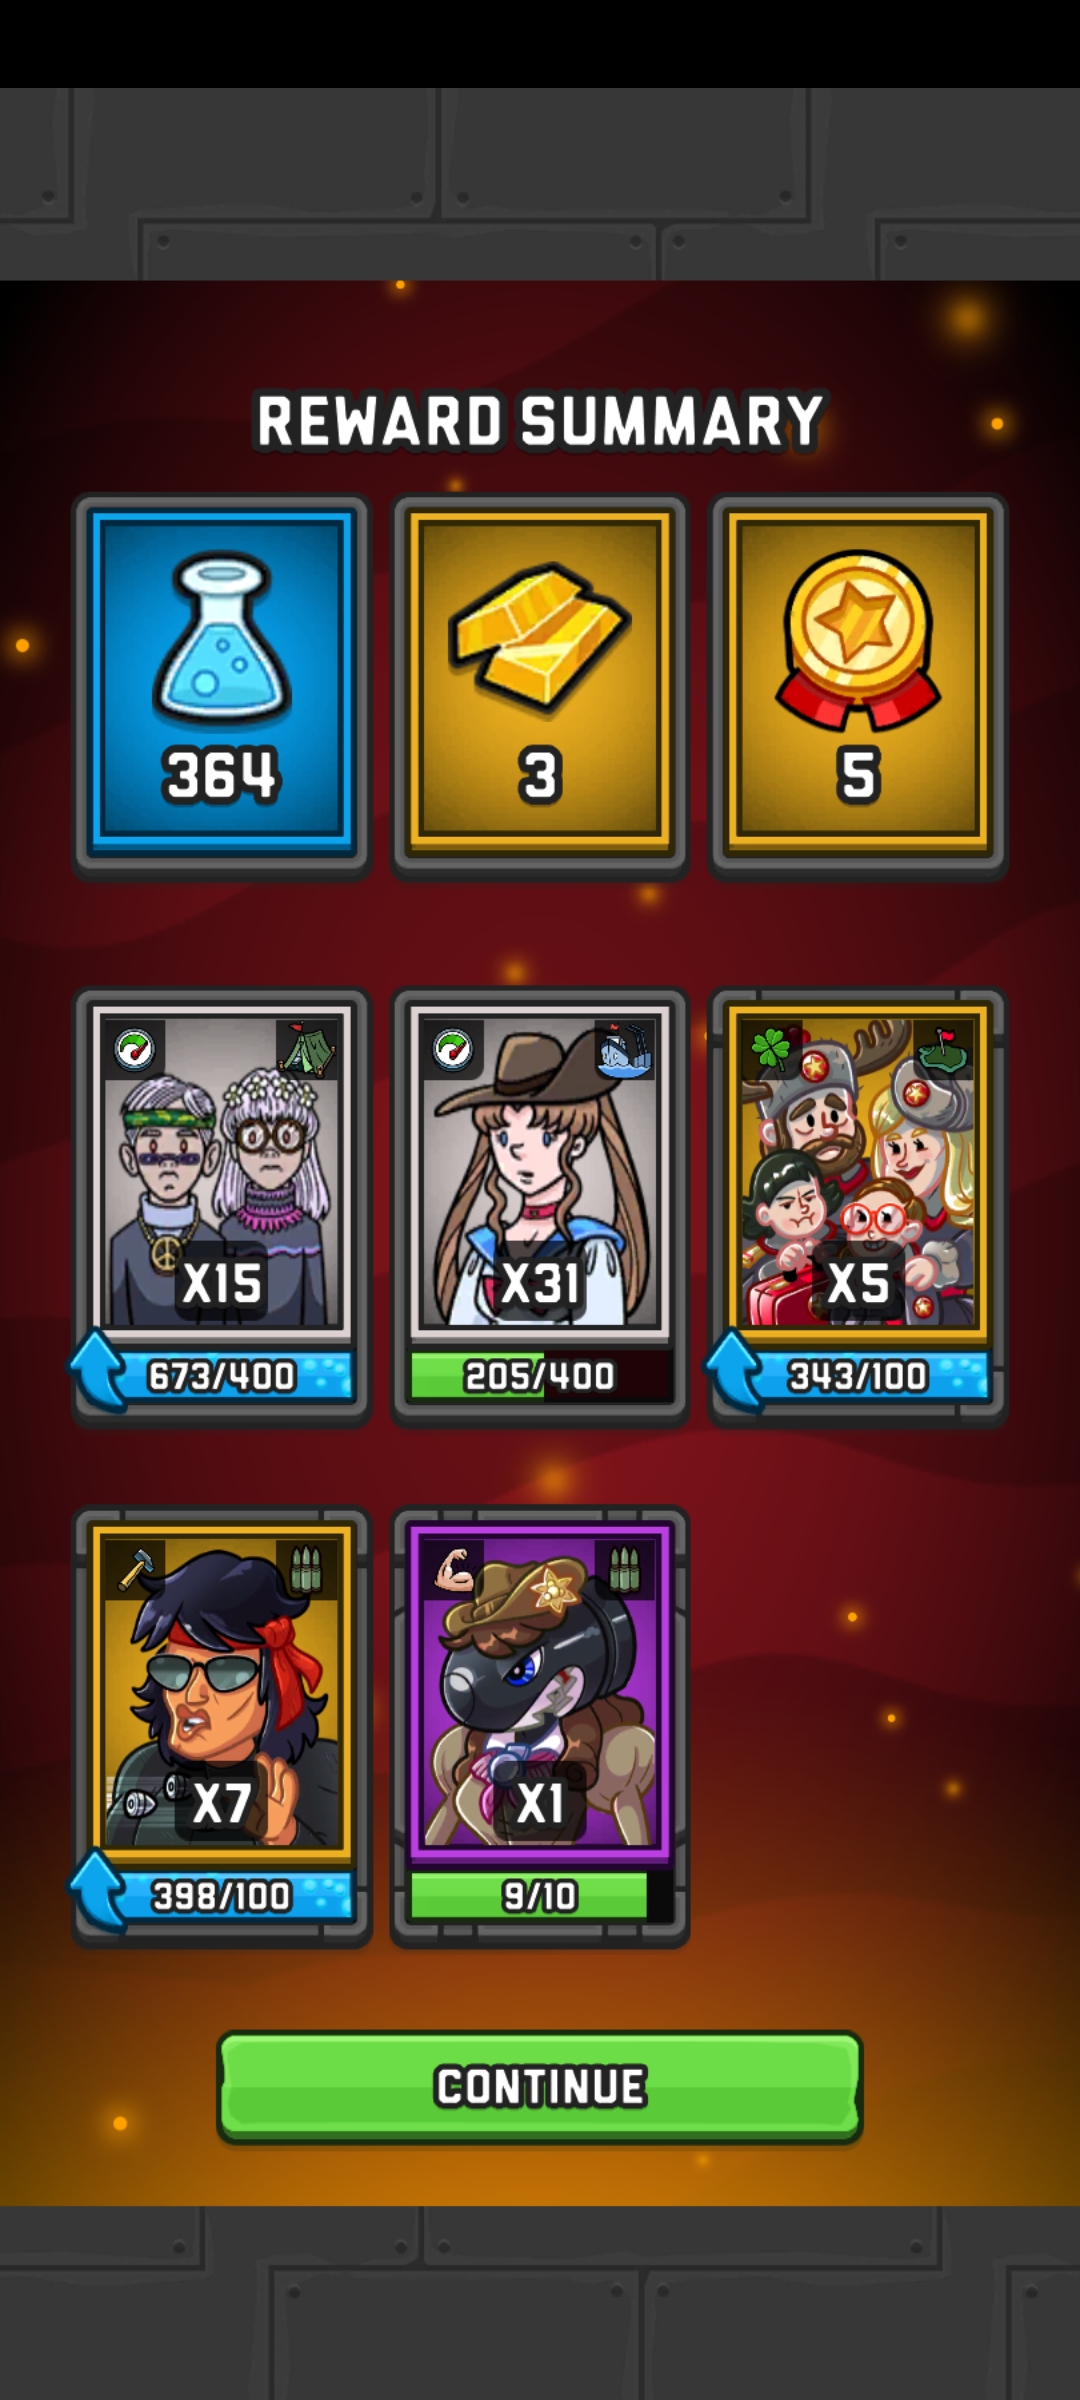 REWARD SUMMARY
364
3
5
X15
X31
X5
673/400
205/400
343/100
X7
X1
398/100
9/10
CONTINUE